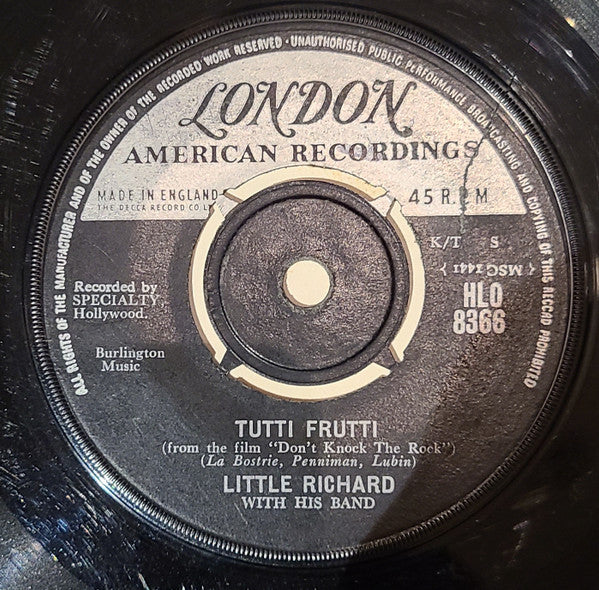 ALL RIGHTS OF THE MANUFACTURER AND OF THE OWNER OF THE RECORDED WORK RESERVED · UNAUTHORISED PUBLIC PERFORMANCE BROADCASTING AND COPYING OF THIS RECORD PROHIBITED
LONDON
AMERICAN RECORDINGS
MADE IN ENGLAND
THE DECCA RECORD CO LTD
45 R.P.M
K/T S
( MSC 1441 )
HLO
8366
Recorded by
SPECIALTY
Hollywood.
Burlington
Music
TUTTI FRUTTI
(from the film "Don't Knock The Rock")
(La Bostrie, Penniman, Lubin)
LITTLE RICHARD
WITH HIS BAND